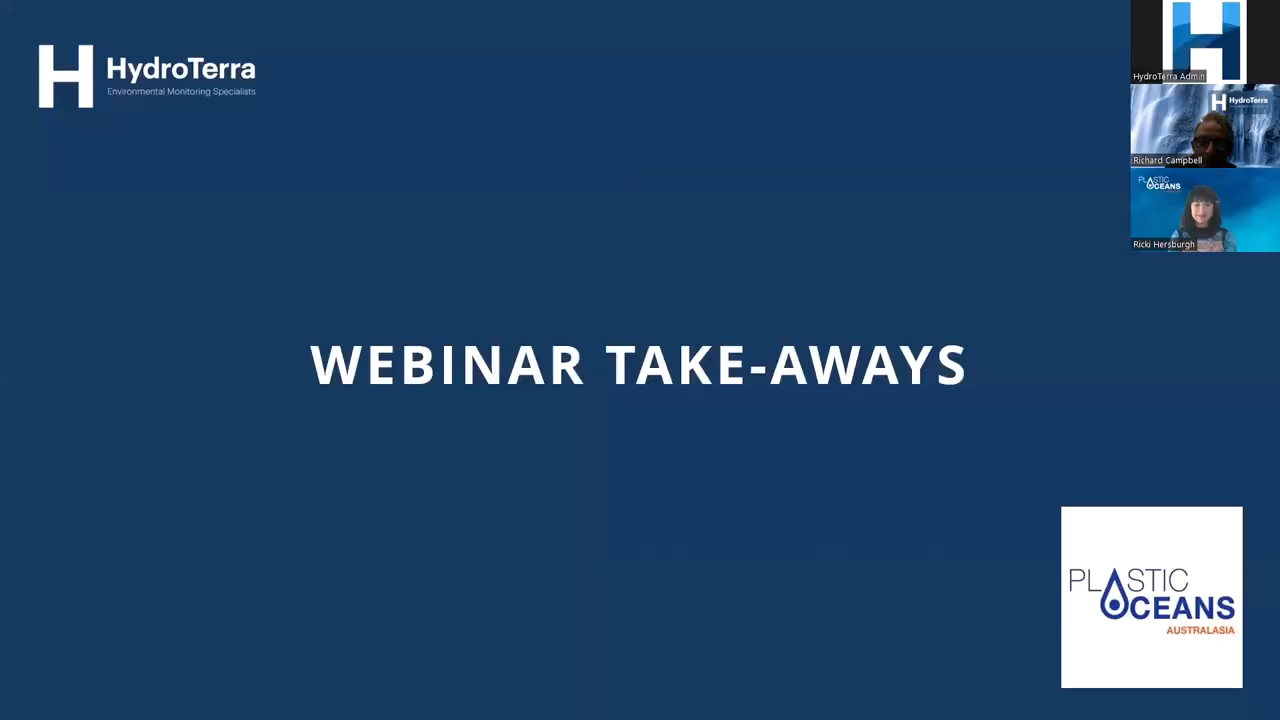 HydroTerra
Environmental Monitoring Specialists
HydroTerra Admin
HydroTerra
Richard Campbell
PLASTIC
OCEANS
Ricki Hersburgh
WEBINAR TAKE-AWAYS
PLASTIC
OCEANS
AUSTRALASIA